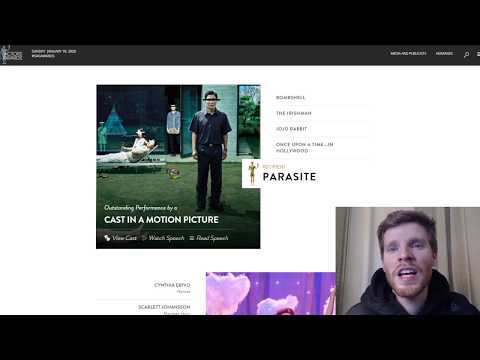 SUNDAY, JANUARY 19, 2020
#SAGAWARDS
MEDIA AND PUBLICISTS
NOMINEES
BOMBSHELL
THE IRISHMAN
JOJO RABBIT
ONCE UPON A TIME...IN
HOLLYWOOD
RECIPIENT
PARASITE
Outstanding Performance by a
CAST IN A MOTION PICTURE
View Cast
Watch Speech
Read Speech
CYNTHIA ERIVO
SCARLETT JOHANSSON